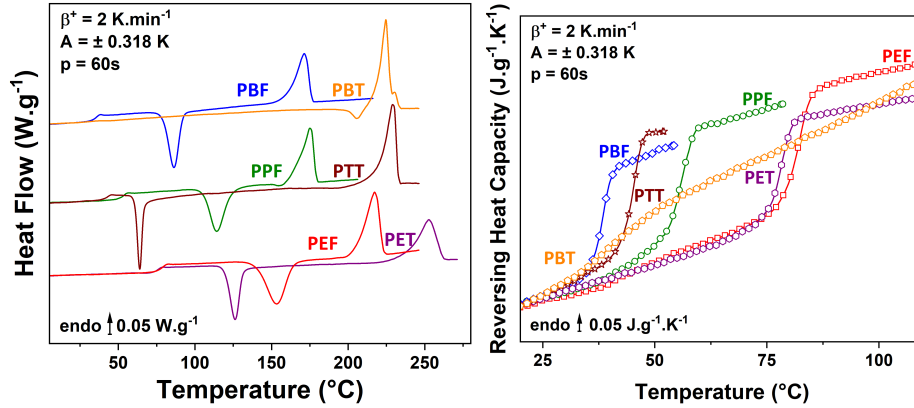 β⁺ = 2 K.min⁻¹
A = ± 0.318 K
p = 60s
PBF
PBT
PPF
PTT
PEF
PET
endo 0.05 W.g⁻¹
Heat Flow (W.g⁻¹)
50 100 150 200 250
Temperature (°C)
β⁺ = 2 K.min⁻¹
A = ± 0.318 K
p = 60s
PEF
PPF
PBF
PET
PTT
PBT
endo 0.05 J.g⁻¹.K⁻¹
Reversing Heat Capacity (J.g⁻¹.K⁻¹)
25 50 75 100
Temperature (°C)